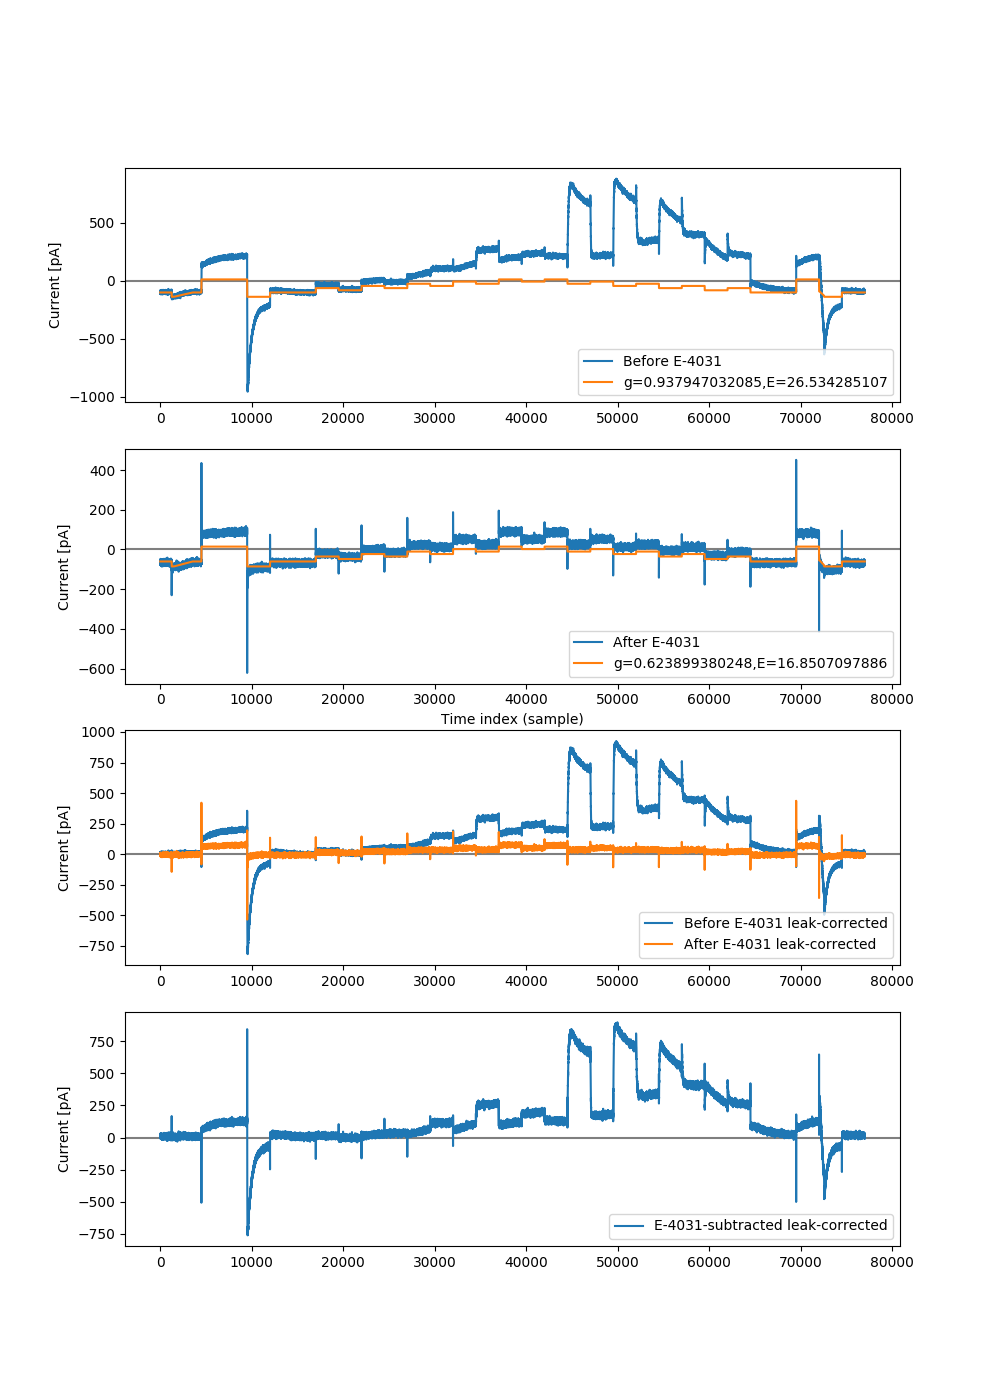 500
0
−500
−1000
Current [pA]
Before E-4031
g=0.937947032085,E=26.534285107
0 10000 20000 30000 40000 50000 60000 70000 80000
400
200
0
−200
−400
−600
Current [pA]
After E-4031
g=0.623899380248,E=16.8507097886
0 10000 20000 30000 40000 50000 60000 70000 80000
Time index (sample)
1000
750
500
250
0
−250
−500
−750
Current [pA]
Before E-4031 leak-corrected
After E-4031 leak-corrected
0 10000 20000 30000 40000 50000 60000 70000 80000
750
500
250
0
−250
−500
−750
Current [pA]
E-4031-subtracted leak-corrected
0 10000 20000 30000 40000 50000 60000 70000 80000